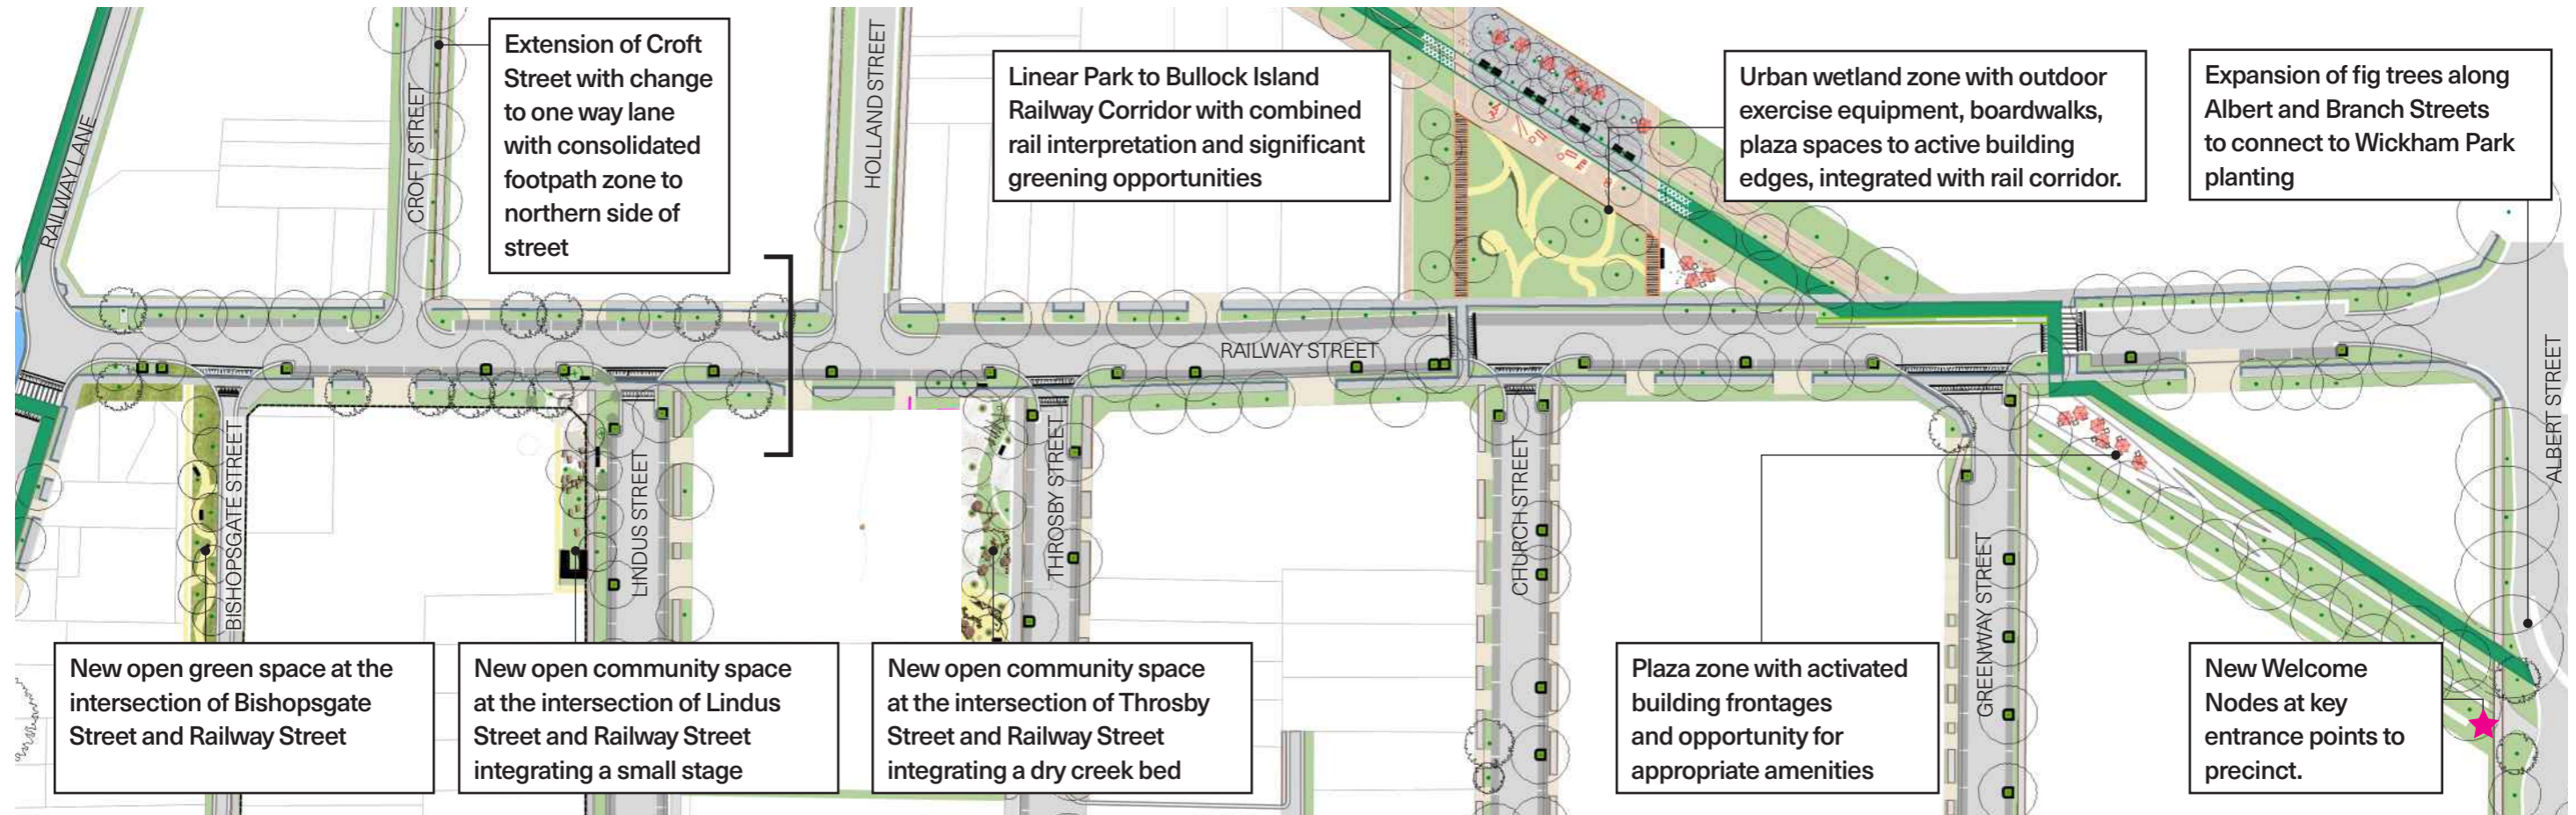 Extension of Croft
Street with change
to one way lane
with consolidated
footpath zone to
northern side of
street
Linear Park to Bullock Island
Railway Corridor with combined
rail interpretation and significant
greening opportunities
Urban wetland zone with outdoor
exercise equipment, boardwalks,
plaza spaces to active building
edges, integrated with rail corridor.
Expansion of fig trees along
Albert and Branch Streets
to connect to Wickham Park
planting
RAILWAY LANE
CROFT STREET
HOLLAND STREET
RAILWAY STREET
ALBERT STREET
BISHOPSGATE STREET
LINDUS STREET
THROSBY STREET
CHURCH STREET
GREENWAY STREET
New open green space at the
intersection of Bishopsgate
Street and Railway Street
New open community space
at the intersection of Lindus
Street and Railway Street
integrating a small stage
New open community space
at the intersection of Throsby
Street and Railway Street
integrating a dry creek bed
Plaza zone with activated
building frontages
and opportunity for
appropriate amenities
New Welcome
Nodes at key
entrance points to
precinct.